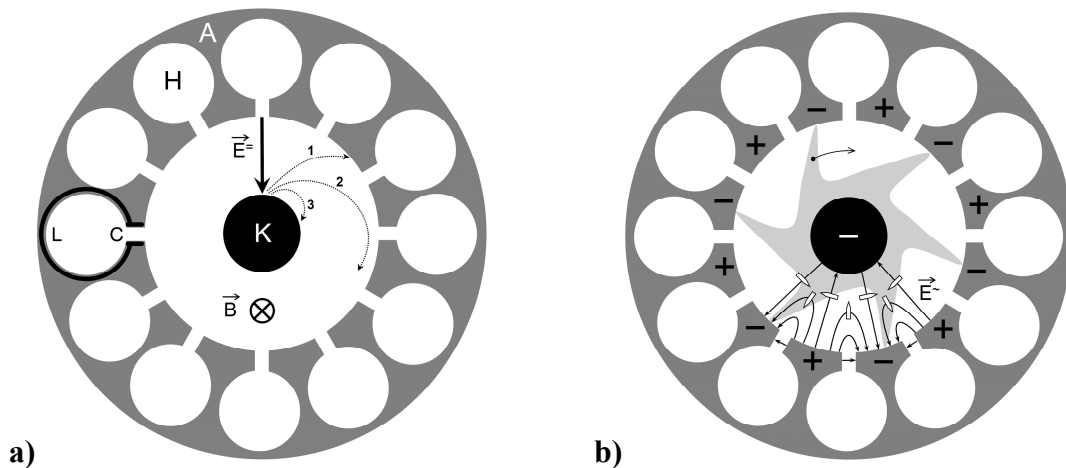 A
H
E⃗=
1
2
3
L
C
K
B⃗
a)
− + − + − + − + − + − +
−
E⃗~
b)